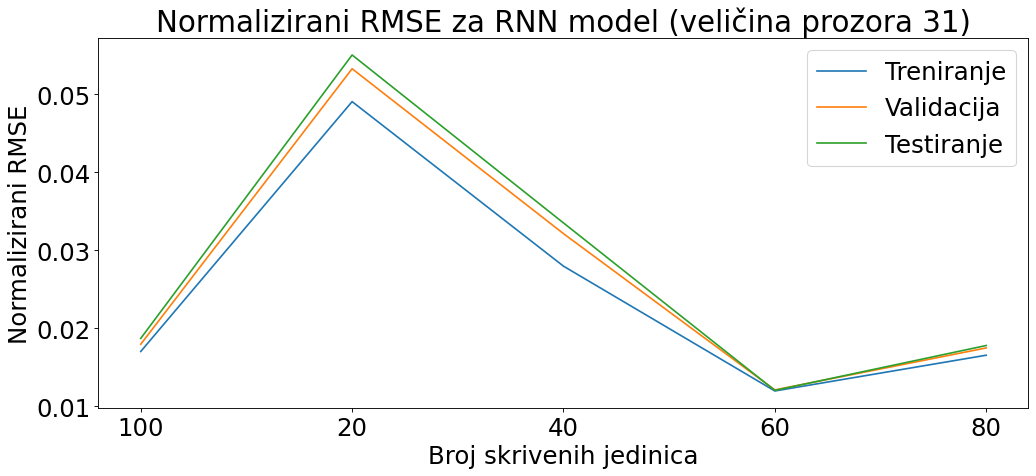 Normalizirani RMSE za RNN model (veličina prozora 31)
Treniranje
Validacija
Testiranje
Normalizirani RMSE
0.05
0.04
0.03
0.02
0.01
100 20 40 60 80
Broj skrivenih jedinica